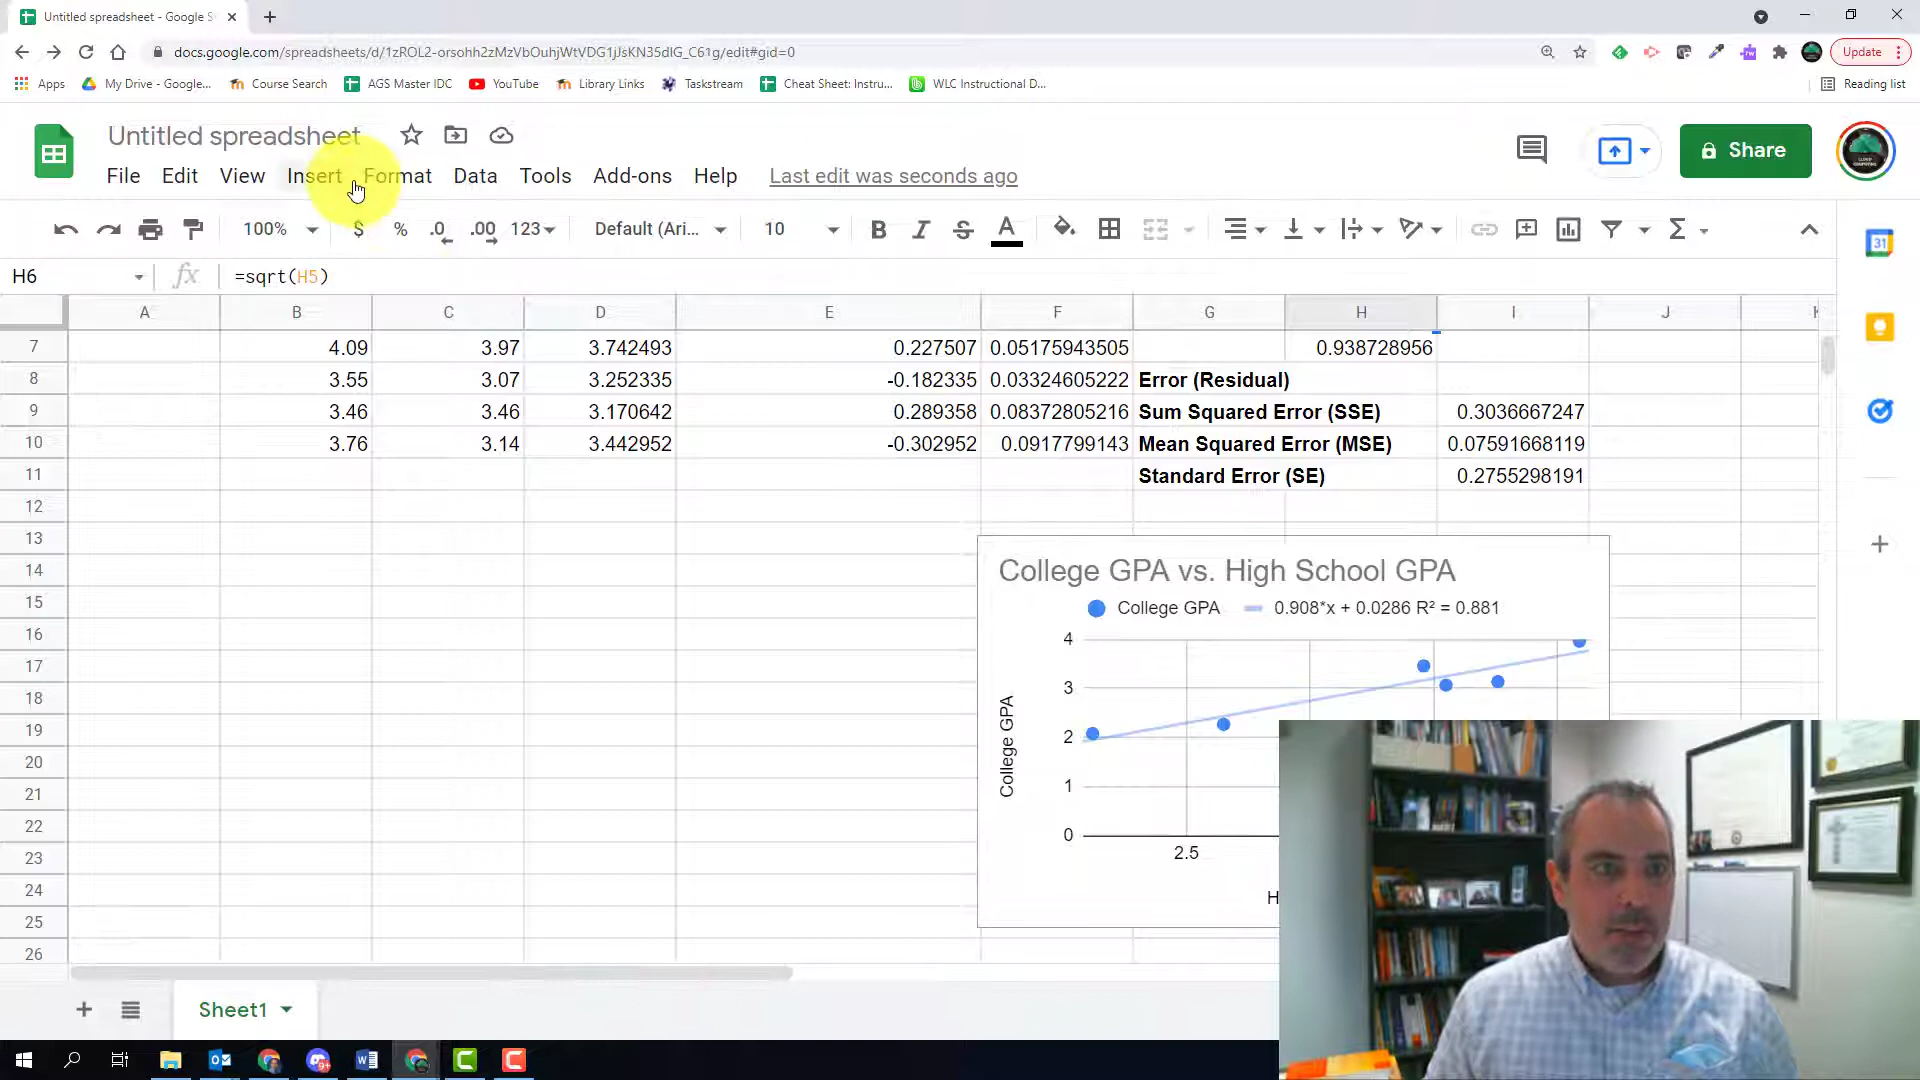 Untitled spreadsheet - Google S
docs.google.com/spreadsheets/d/1zROL2-orsohh2zMzVbOuhjWtVDG1jJsKN35dIG_C61g/edit#gid=0
Update
Apps
My Drive - Google...
Course Search
AGS Master IDC
YouTube
Library Links
Taskstream
Cheat Sheet: Instru...
WLC Instructional D...
Reading list
Untitled spreadsheet
Share
File Edit View Insert Format Data Tools Add-ons Help Last edit was seconds ago
100% $ % .0 .00 123 Default (Ari... 10 B I S A Σ
31
H6 fx =sqrt(H5)
A B C D E F G H I J
7 4.09 3.97 3.742493 0.227507 0.05175943505 0.938728956
8 3.55 3.07 3.252335 -0.182335 0.03324605222 Error (Residual)
9 3.46 3.46 3.170642 0.289358 0.08372805216 Sum Squared Error (SSE) 0.3036667247
10 3.76 3.14 3.442952 -0.302952 0.0917799143 Mean Squared Error (MSE) 0.07591668119
11 Standard Error (SE) 0.2755298191
12
13
14
15
16
17
18
19
20
21
22
23
24
25
26
College GPA vs. High School GPA
College GPA 0.908*x + 0.0286 R² = 0.881
4
3
2
1
0
College GPA
2.5
H
Sheet1